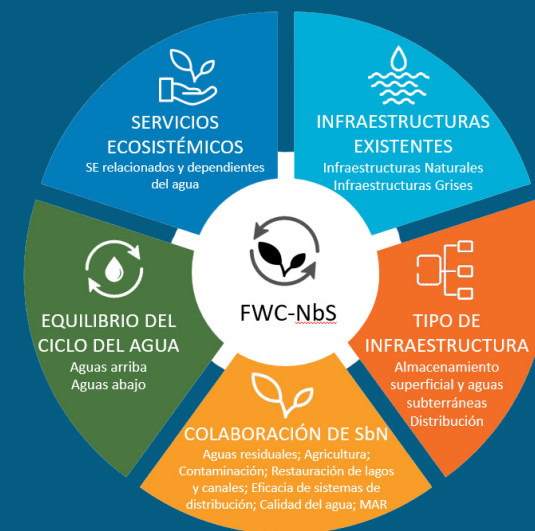 SERVICIOS
ECOSISTÉMICOS
SE relacionados y dependientes
del agua
INFRAESTRUCTURAS
EXISTENTES
Infraestructuras Naturales
Infraestructuras Grises
EQUILIBRIO DEL
CICLO DEL AGUA
Aguas arriba
Aguas abajo
FWC-NbS
TIPO DE
INFRAESTRUCTURA
Almacenamiento
superficial y aguas
subterráneas
Distribución
COLABORACIÓN DE SbN
Aguas residuales; Agricultura;
Contaminación; Restauración de lagos
y canales; Eficacia de sistemas de
distribución; Calidad del agua; MAR